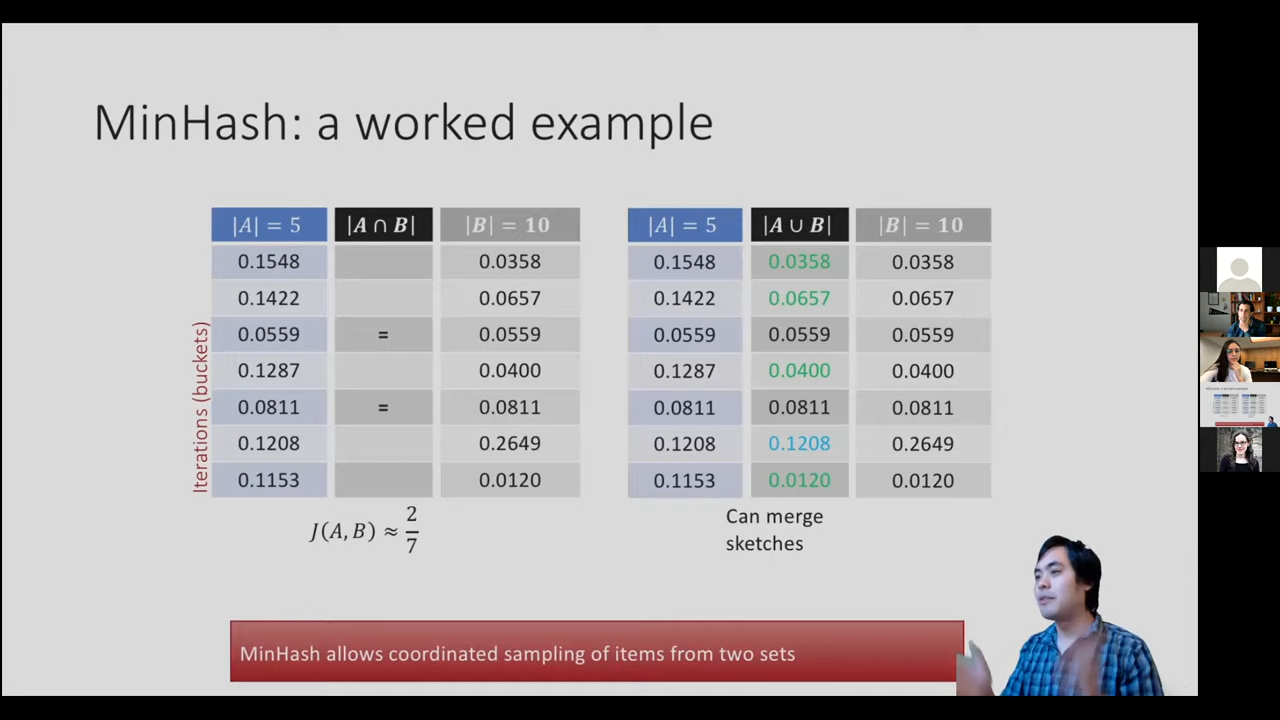 MinHash: a worked example
|A| = 5 |A ∩ B| |B| = 10
0.1548 0.0358
0.1422 0.0657
0.0559 = 0.0559
0.1287 0.0400
0.0811 = 0.0811
0.1208 0.2649
0.1153 0.0120
Iterations (buckets)
J(A, B) ≈ 2/7
|A| = 5 |A ∪ B| |B| = 10
0.1548 0.0358 0.0358
0.1422 0.0657 0.0657
0.0559 0.0559 0.0559
0.1287 0.0400 0.0400
0.0811 0.0811 0.0811
0.1208 0.1208 0.2649
0.1153 0.0120 0.0120
Can merge
sketches
MinHash allows coordinated sampling of items from two sets